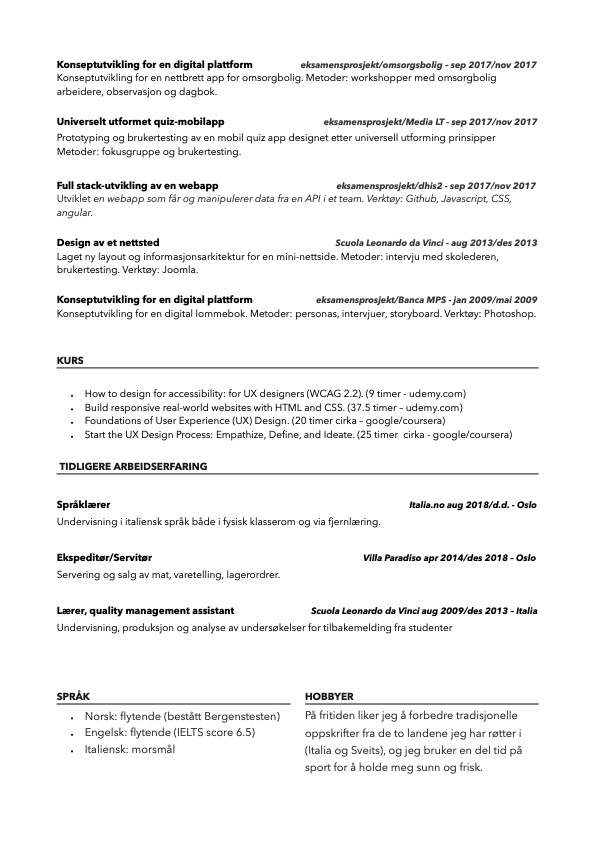 Konseptutvikling for en digital plattform eksamensprosjekt/omsorgsbolig – sep 2017/nov 2017
Konseptutvikling for en nettbrett app for omsorgbolig. Metoder: workshopper med omsorgbolig
arbeidere, observasjon og dagbok.
Universelt utformet quiz-mobilapp eksamensprosjekt/Media LT - sep 2017/nov 2017
Prototyping og brukertesting av en mobil quiz app designet etter universell utforming prinsipper
Metoder: fokusgruppe og brukertesting.
Full stack-utvikling av en webapp eksamensprosjekt/dhis2 - sep 2017/nov 2017
Utviklet en webapp som får og manipulerer data fra en API i et team. Verktøy: Github, Javascript, CSS,
angular.
Design av et nettsted Scuola Leonardo da Vinci - aug 2013/des 2013
Laget ny layout og informasjonsarkitektur for en mini-nettside. Metoder: intervju med skolederen,
brukertesting. Verktøy: Joomla.
Konseptutvikling for en digital plattform eksamensprosjekt/Banca MPS - jan 2009/mai 2009
Konseptutvikling for en digital lommebok. Metoder: personas, intervjuer, storyboard. Verktøy: Photoshop.
KURS
• How to design for accessibility: for UX designers (WCAG 2.2). (9 timer - udemy.com)
• Build responsive real-world websites with HTML and CSS. (37.5 timer – udemy.com)
• Foundations of User Experience (UX) Design. (20 timer cirka – google/coursera)
• Start the UX Design Process: Empathize, Define, and Ideate. (25 timer cirka - google/coursera)
TIDLIGERE ARBEIDSERFARING
Språklærer Italia.no aug 2018/d.d. - Oslo
Undervisning i italiensk språk både i fysisk klasserom og via fjernlæring.
Ekspeditør/Servitør Villa Paradiso apr 2014/des 2018 – Oslo
Servering og salg av mat, varetelling, lagerordrer.
Lærer, quality management assistant Scuola Leonardo da Vinci aug 2009/des 2013 – Italia
Undervisning, produksjon og analyse av undersøkelser for tilbakemelding fra studenter
SPRÅK
• Norsk: flytende (bestått Bergenstesten)
• Engelsk: flytende (IELTS score 6.5)
• Italiensk: morsmål
HOBBYER
På fritiden liker jeg å forbedre tradisjonelle
oppskrifter fra de to landene jeg har røtter i
(Italia og Sveits), og jeg bruker en del tid på
sport for å holde meg sunn og frisk.